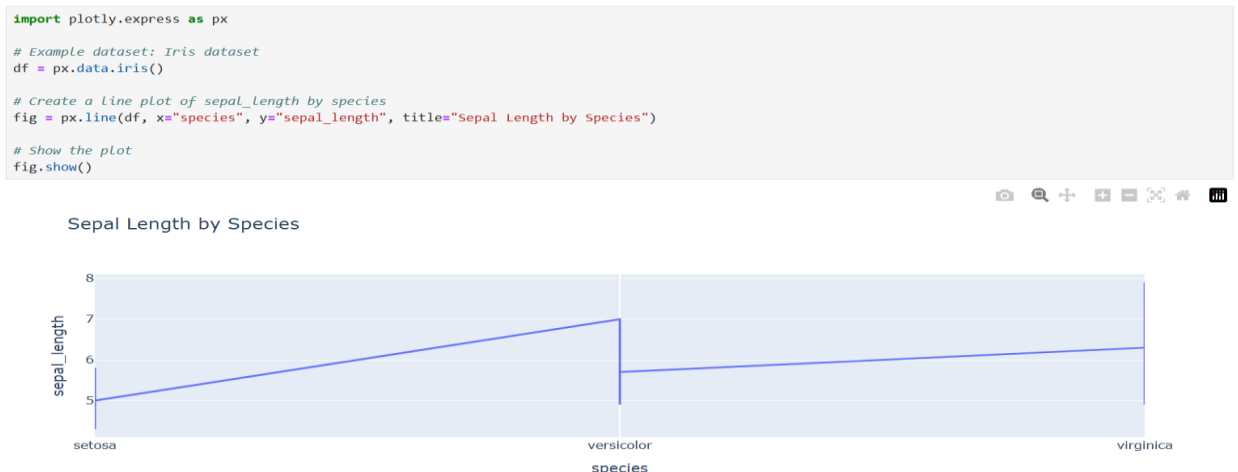 import plotly.express as px
# Example dataset: Iris dataset
df = px.data.iris()
# Create a line plot of sepal_length by species
fig = px.line(df, x="species", y="sepal_length", title="Sepal Length by Species")
# Show the plot
fig.show()
Sepal Length by Species
8
7
6
5
sepal_length
setosa versicolor virginica
species